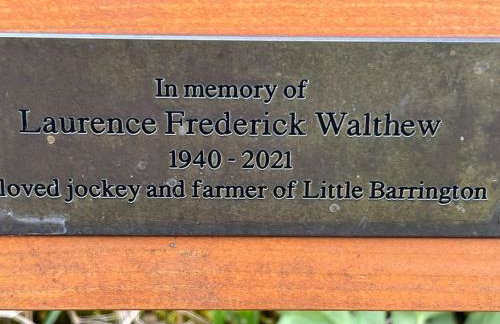 In memory of
Laurence Frederick Walthew
1940 - 2021
loved jockey and farmer of Little Barrington